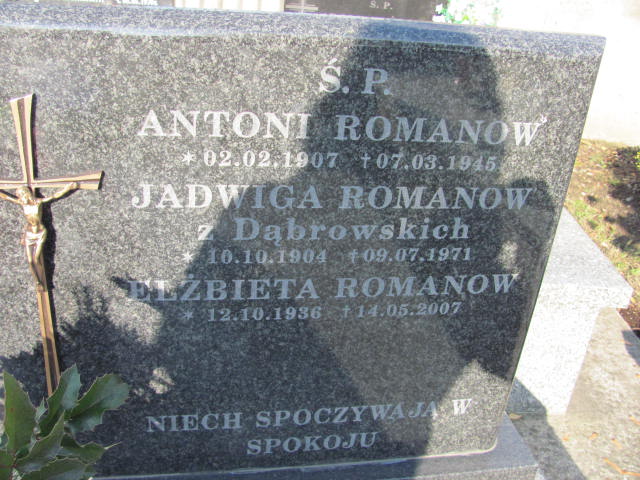 Ś. P.
Ś. P.
ANTONI ROMANOW
* 02.02.1907 † 07.03.1945
JADWIGA ROMANOW
z Dąbrowskich
* 10.10.1904 † 09.07.1971
ELŻBIETA ROMANOW
* 12.10.1936 † 14.05.2007
NIECH SPOCZYWAJĄ W
SPOKOJU